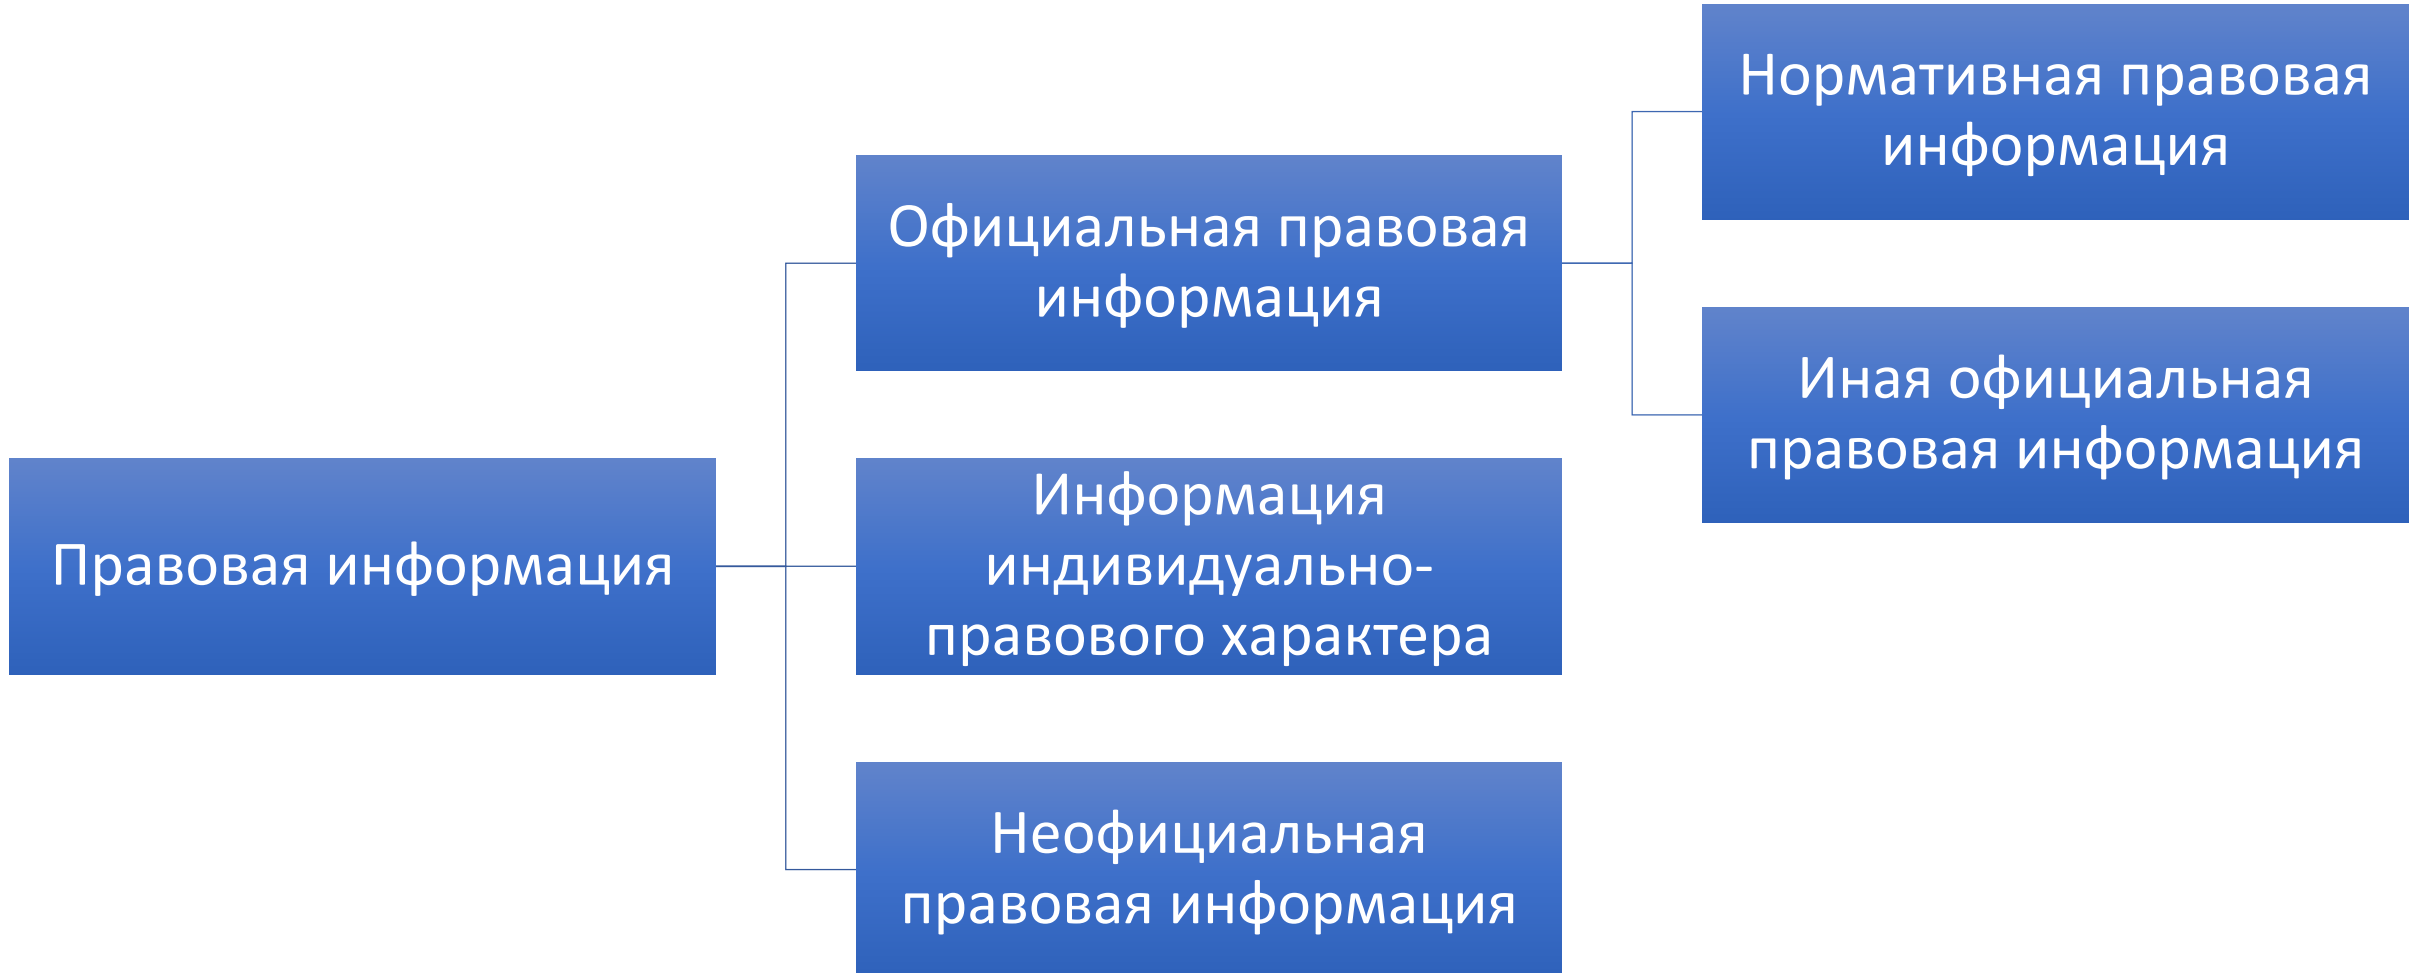 Правовая информация
Официальная правовая
информация
Нормативная правовая
информация
Иная официальная
правовая информация
Информация
индивидуально-
правового характера
Неофициальная
правовая информация